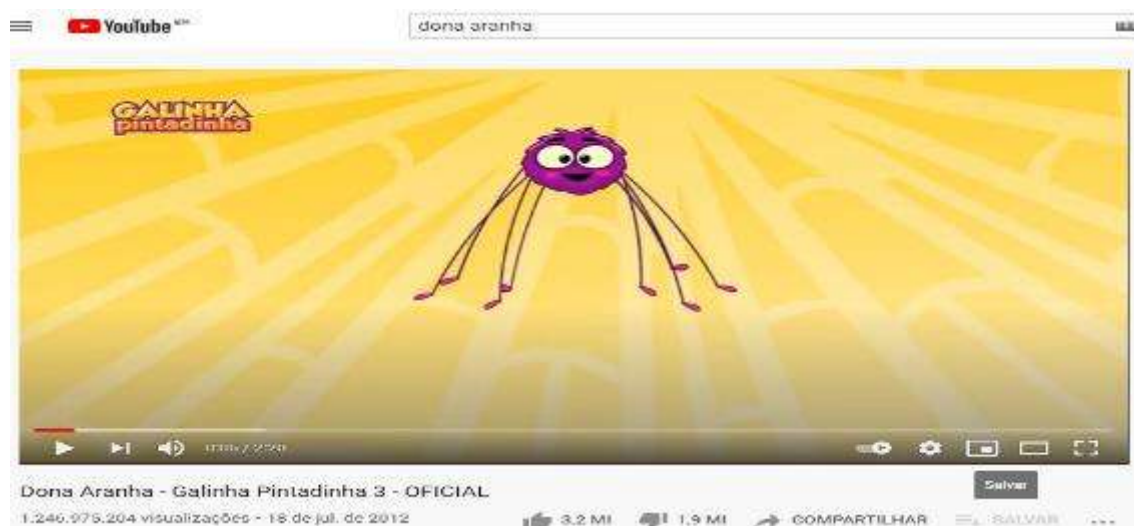 YouTube
dona aranha
GALINHA
pintadinha
Dona Aranha - Galinha Pintadinha 3 - OFICIAL
Salvar
1.246.975.204 visualizações - 18 de jul. de 2012
3,2 MI
1,9 MI
COMPARTILHAR
SALVAR
...